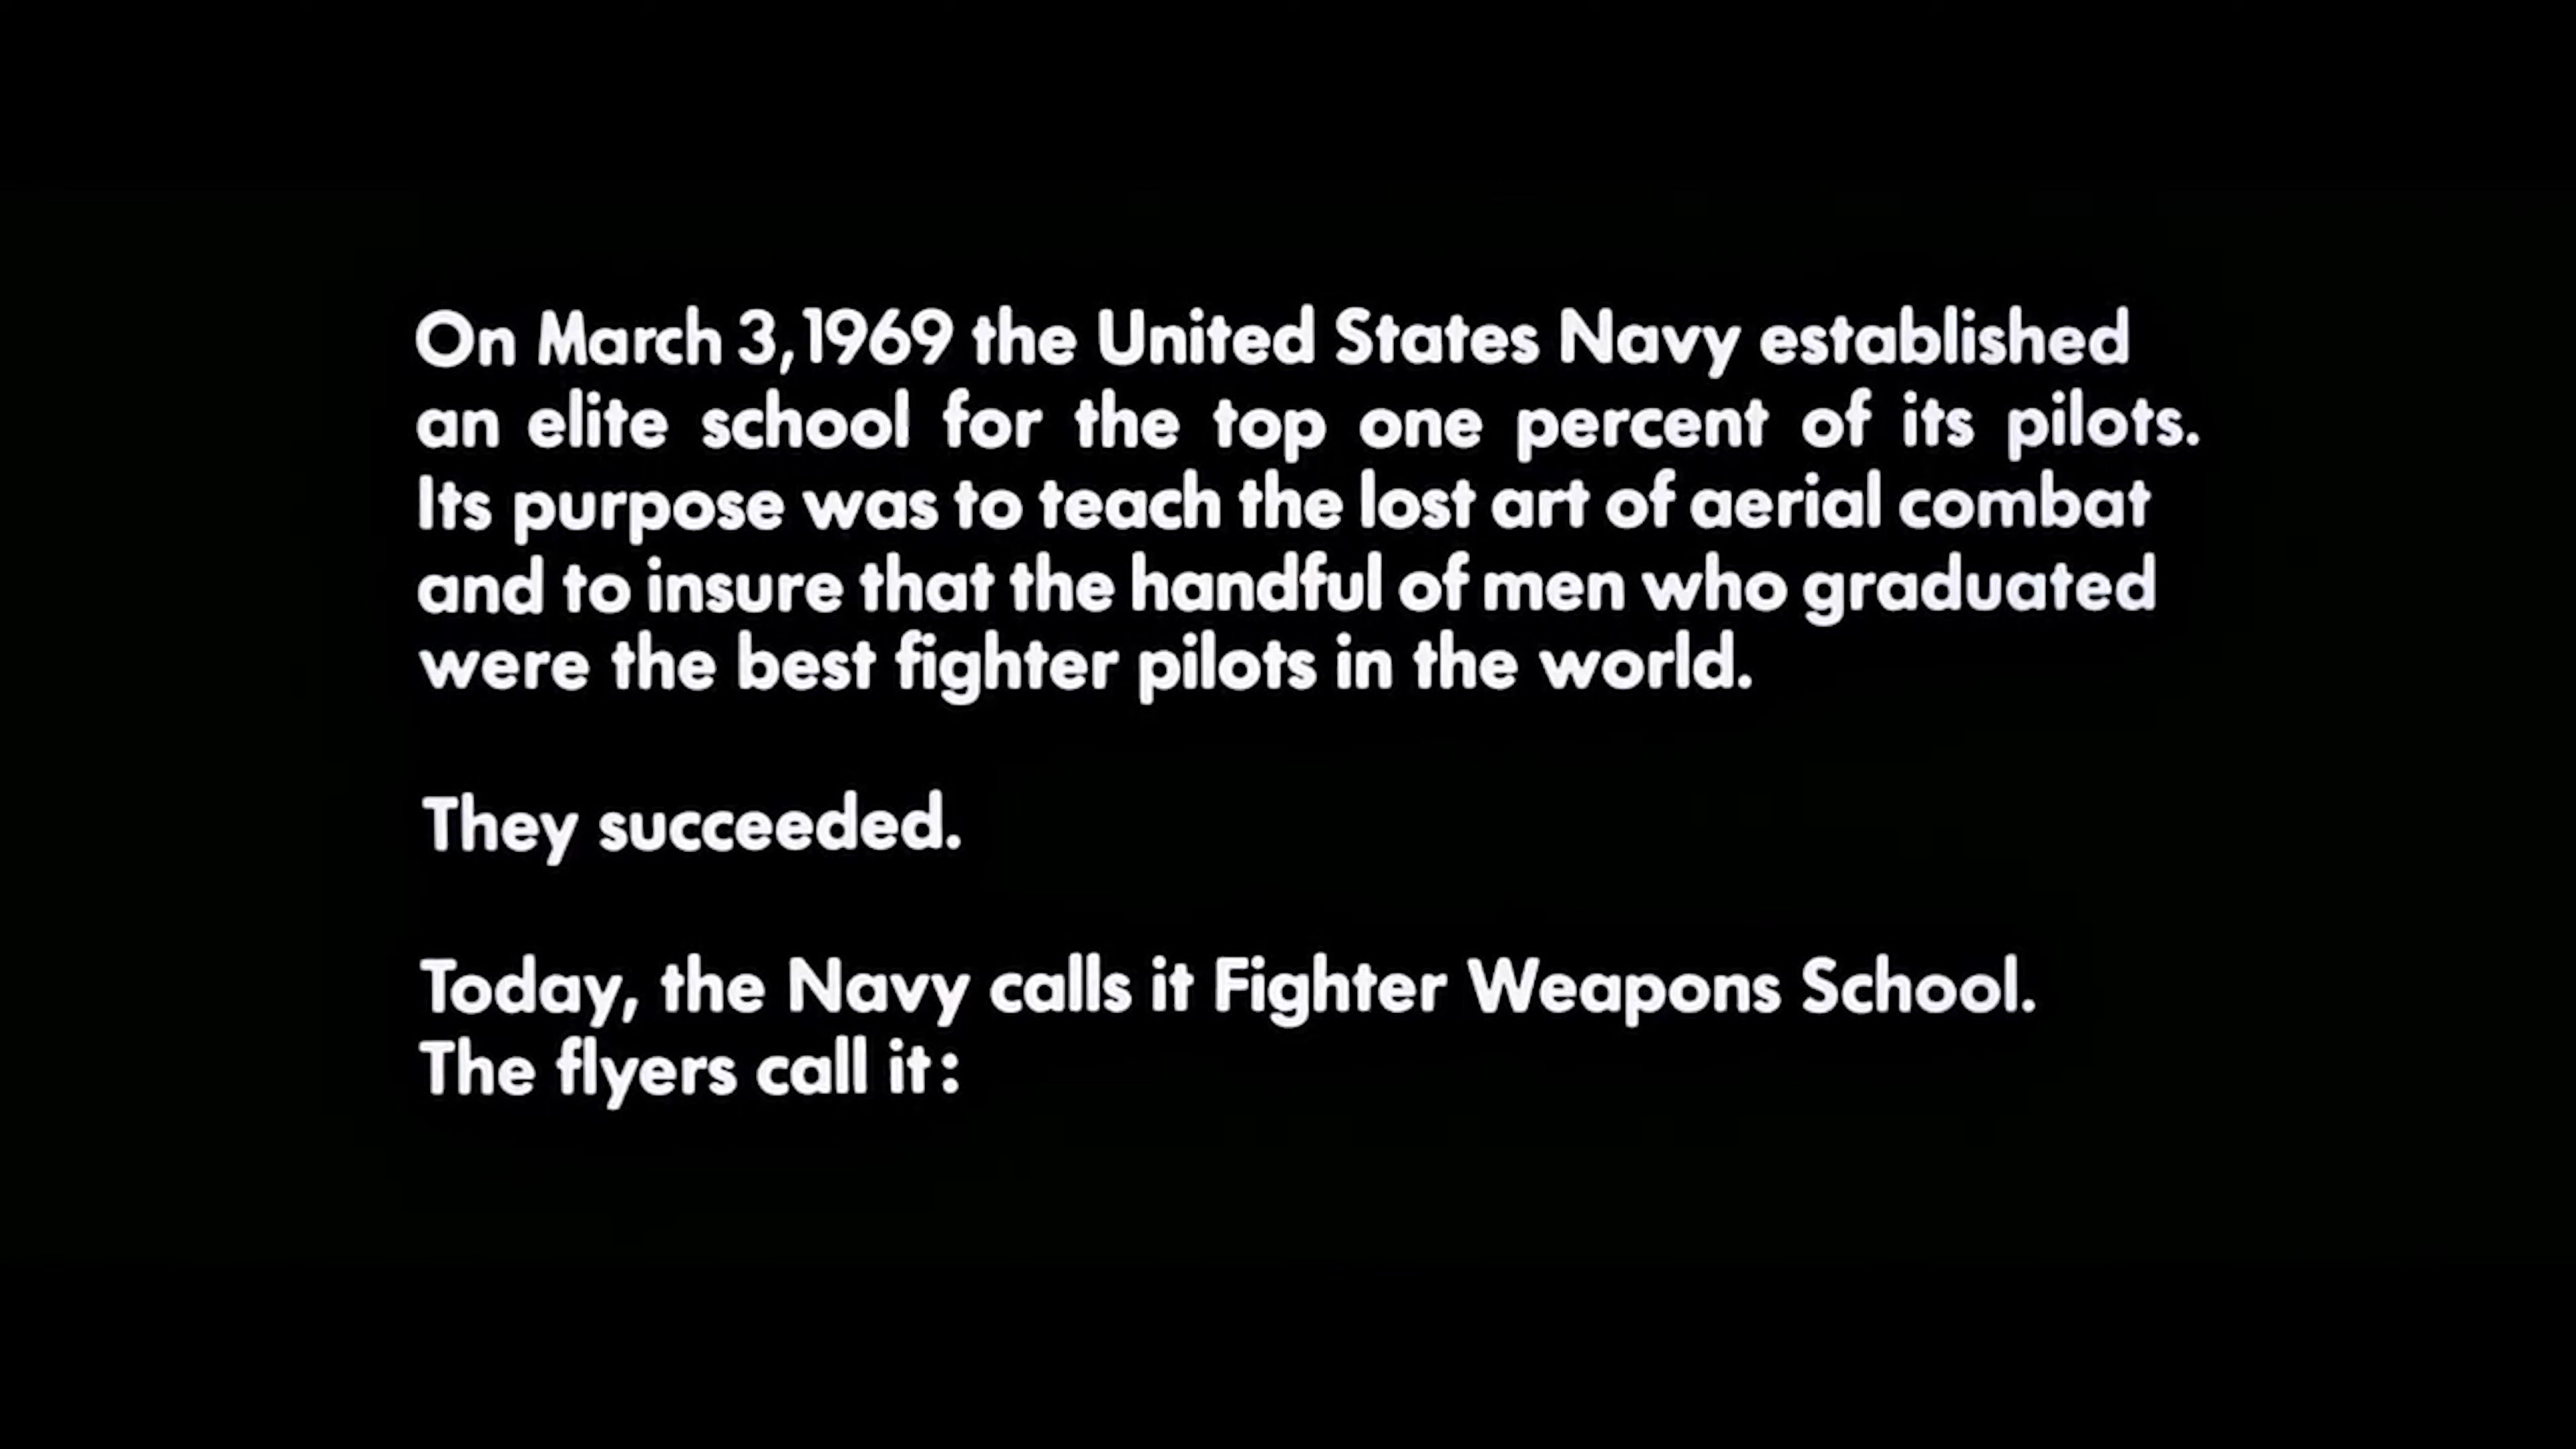 On March 3, 1969 the United States Navy established
an elite school for the top one percent of its pilots.
Its purpose was to teach the lost art of aerial combat
and to insure that the handful of men who graduated
were the best fighter pilots in the world.
They succeeded.
Today, the Navy calls it Fighter Weapons School.
The flyers call it: